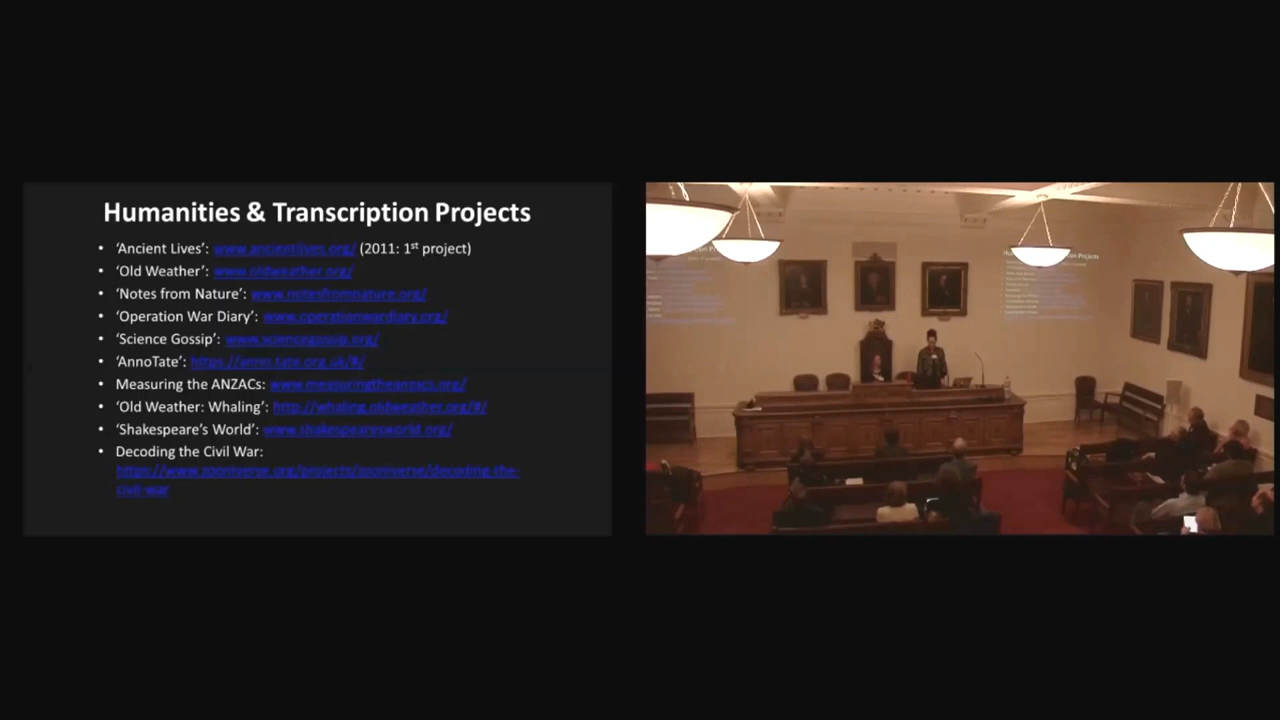 Humanities & Transcription Projects
• ‘Ancient Lives’: www.ancientlives.org/ (2011: 1st project)
• ‘Old Weather’: www.oldweather.org/
• ‘Notes from Nature’: www.notesfromnature.org/
• ‘Operation War Diary’: www.operationwardiary.org/
• ‘Science Gossip’: www.sciencegossip.org/
• ‘AnnoTate’: https://anno.tate.org.uk/#/
• Measuring the ANZACs: www.measuringtheanzacs.org/
• ‘Old Weather: Whaling’: http://whaling.oldweather.org/#/
• ‘Shakespeare’s World’: www.shakespearesworld.org/
• Decoding the Civil War:
https://www.zooniverse.org/projects/zooniverse/decoding-the-
civil-war